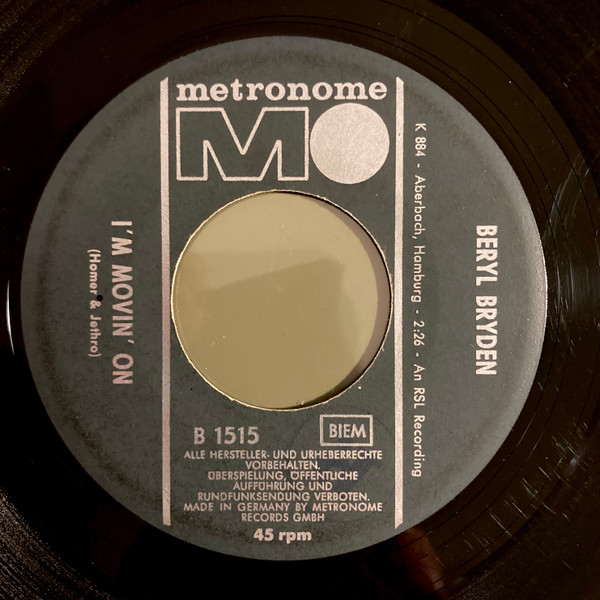 metronome
MO
K 884 - Aberbach, Hamburg - 2:26 - An RSL Recording
BERYL BRYDEN
I'M MOVIN' ON
(Homer & Jethro)
B 1515
BIEM
ALLE HERSTELLER- UND URHEBERRECHTE
VORBEHALTEN.
ÜBERSPIELUNG, ÖFFENTLICHE
AUFFÜHRUNG UND
RUNDFUNKSENDUNG VERBOTEN.
MADE IN GERMANY BY METRONOME
RECORDS GMBH
45 rpm